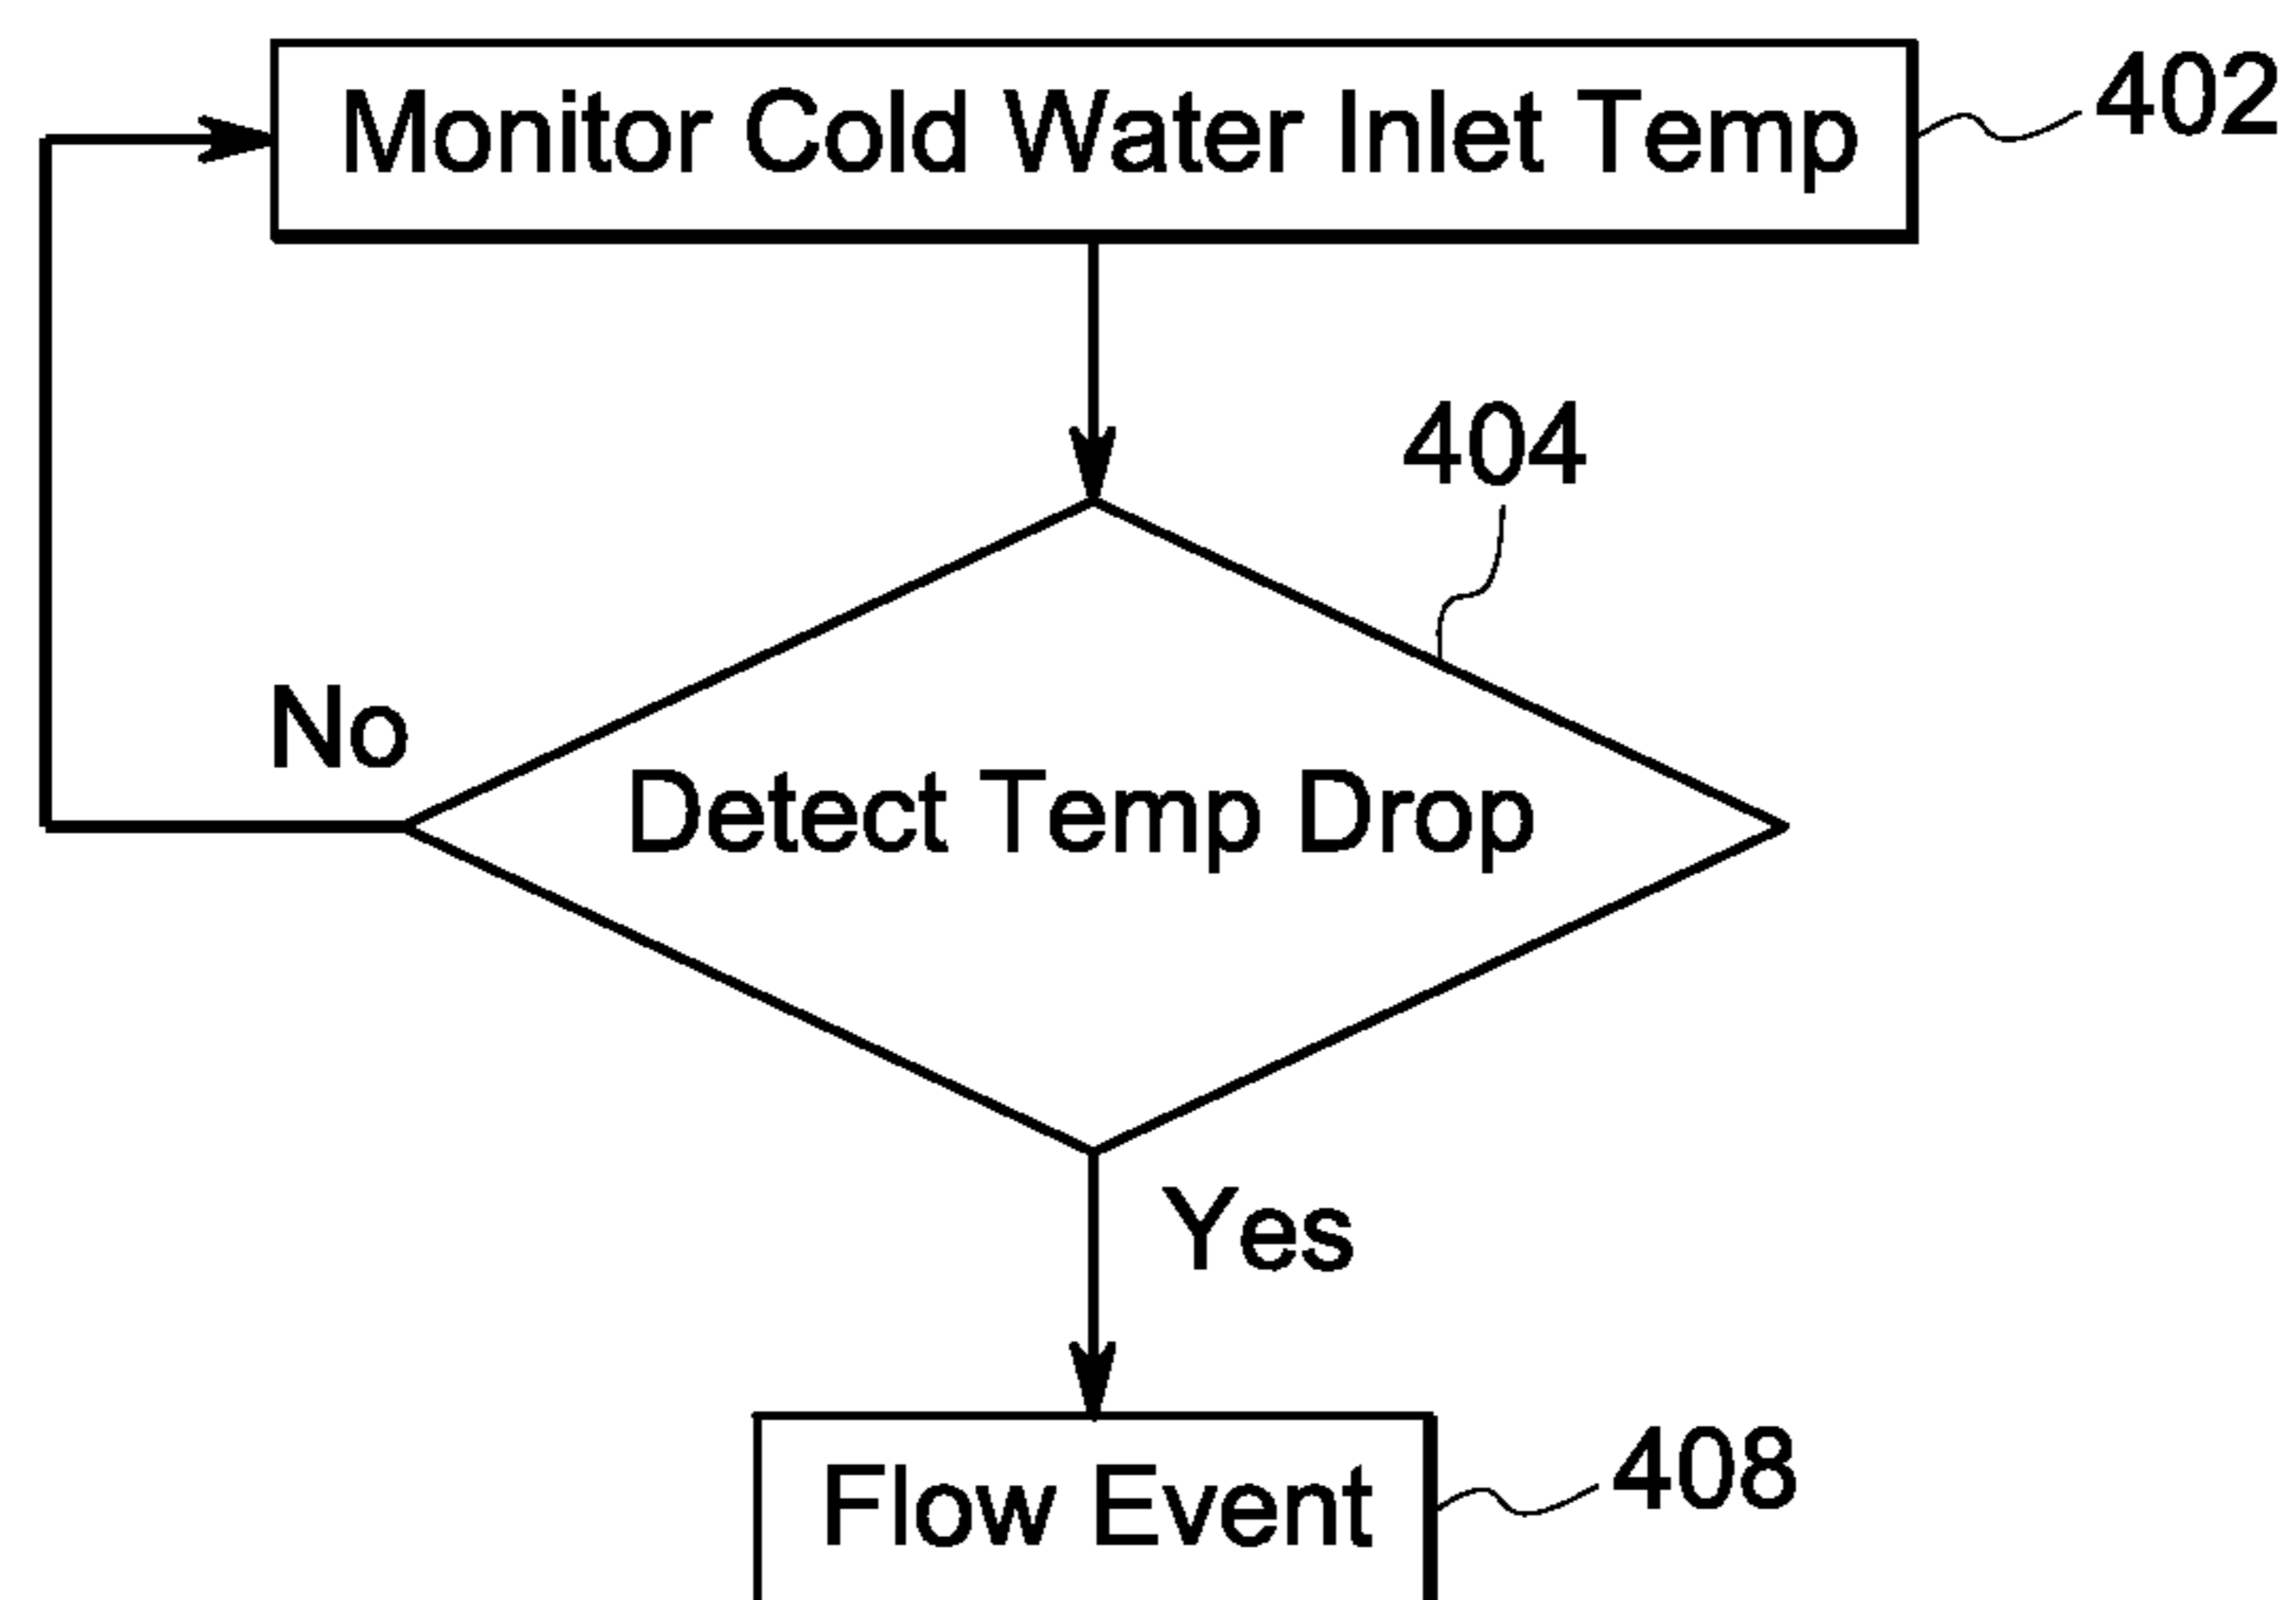 Monitor Cold Water Inlet Temp
402
404
No
Detect Temp Drop
Yes
Flow Event
408